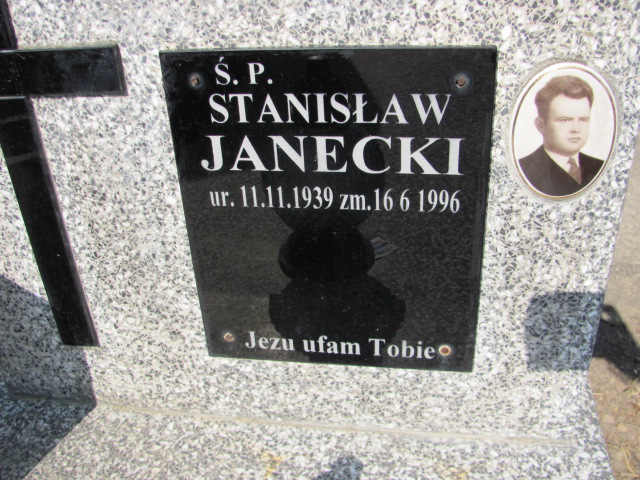 Ś. P.
STANISŁAW
JANECKI
ur. 11.11.1939 zm.16 6 1996
Jezu ufam Tobie